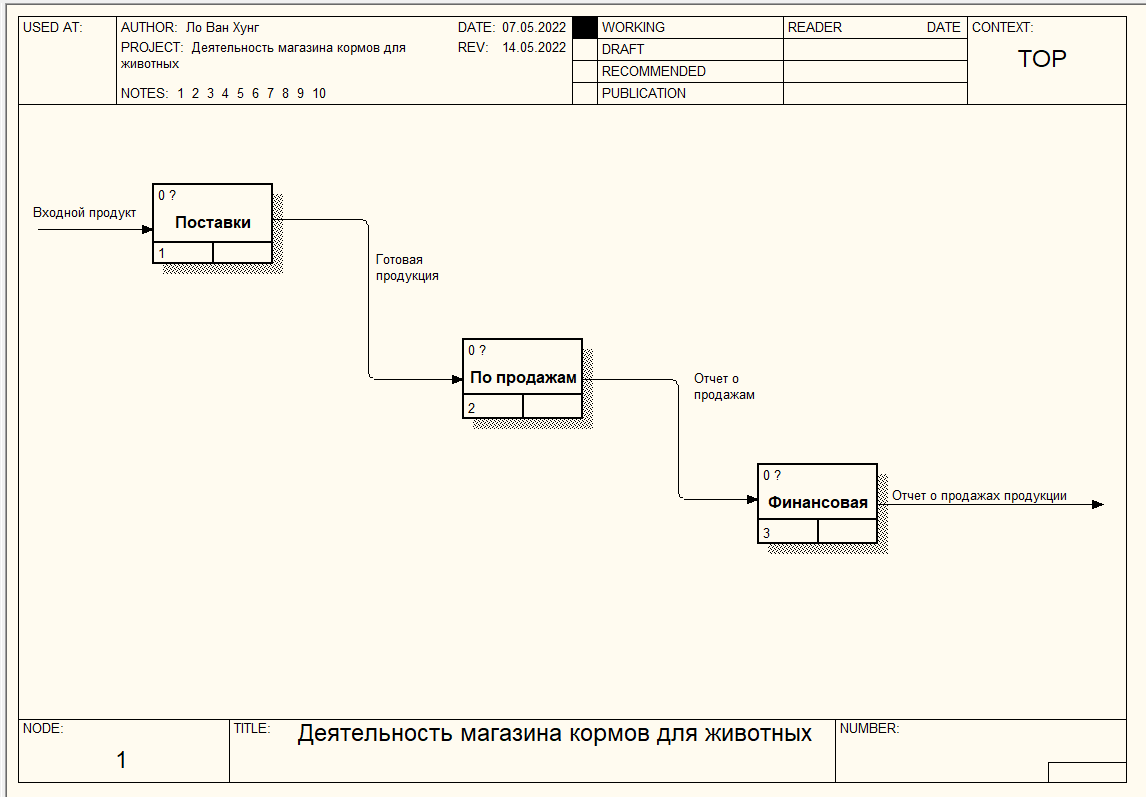 USED AT:
AUTHOR: Ло Ван Хунг
DATE: 07.05.2022
PROJECT: Деятельность магазина кормов для
животных
REV: 14.05.2022
NOTES: 1 2 3 4 5 6 7 8 9 10
WORKING
DRAFT
RECOMMENDED
PUBLICATION
READER
DATE
CONTEXT:
TOP
Входной продукт
0 ?
Поставки
1
Готовая
продукция
0 ?
По продажам
2
Отчет о
продажам
0 ?
Финансовая
3
Отчет о продажах продукции
NODE:
1
TITLE:
Деятельность магазина кормов для животных
NUMBER: